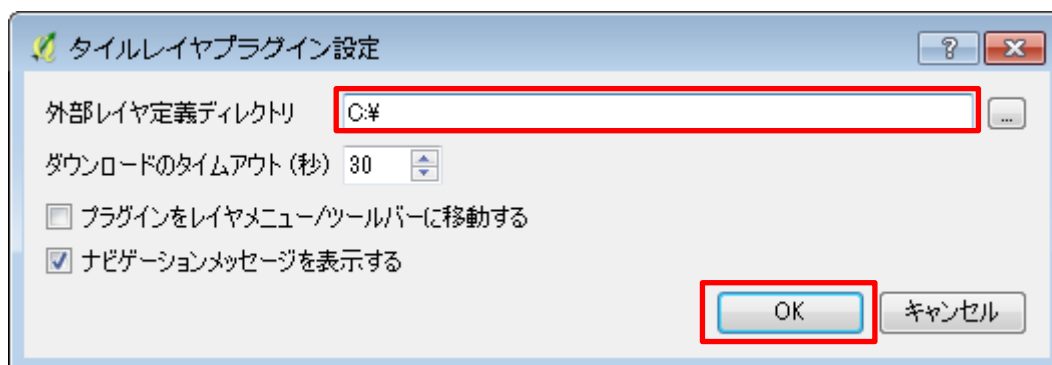 タイルレイヤプラグイン設定
外部レイヤ定義ディレクトリ C:¥ ...
ダウンロードのタイムアウト (秒) 30
プラグインをレイヤメニュー/ツールバーに移動する
ナビゲーションメッセージを表示する
OK キャンセル